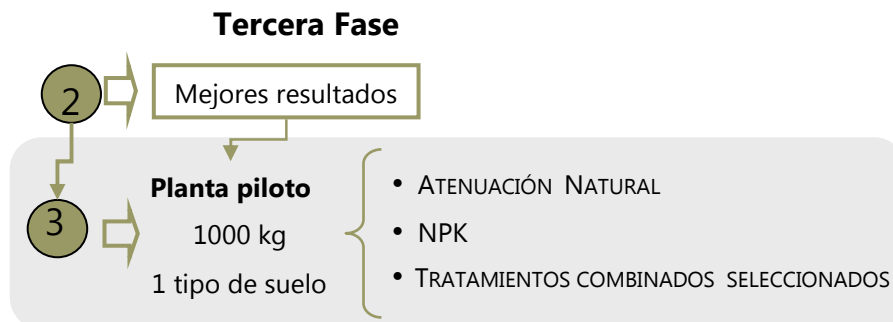 Tercera Fase
2
Mejores resultados
3
Planta piloto
1000 kg
1 tipo de suelo
• ATENUACIÓN NATURAL
• NPK
• TRATAMIENTOS COMBINADOS SELECCIONADOS